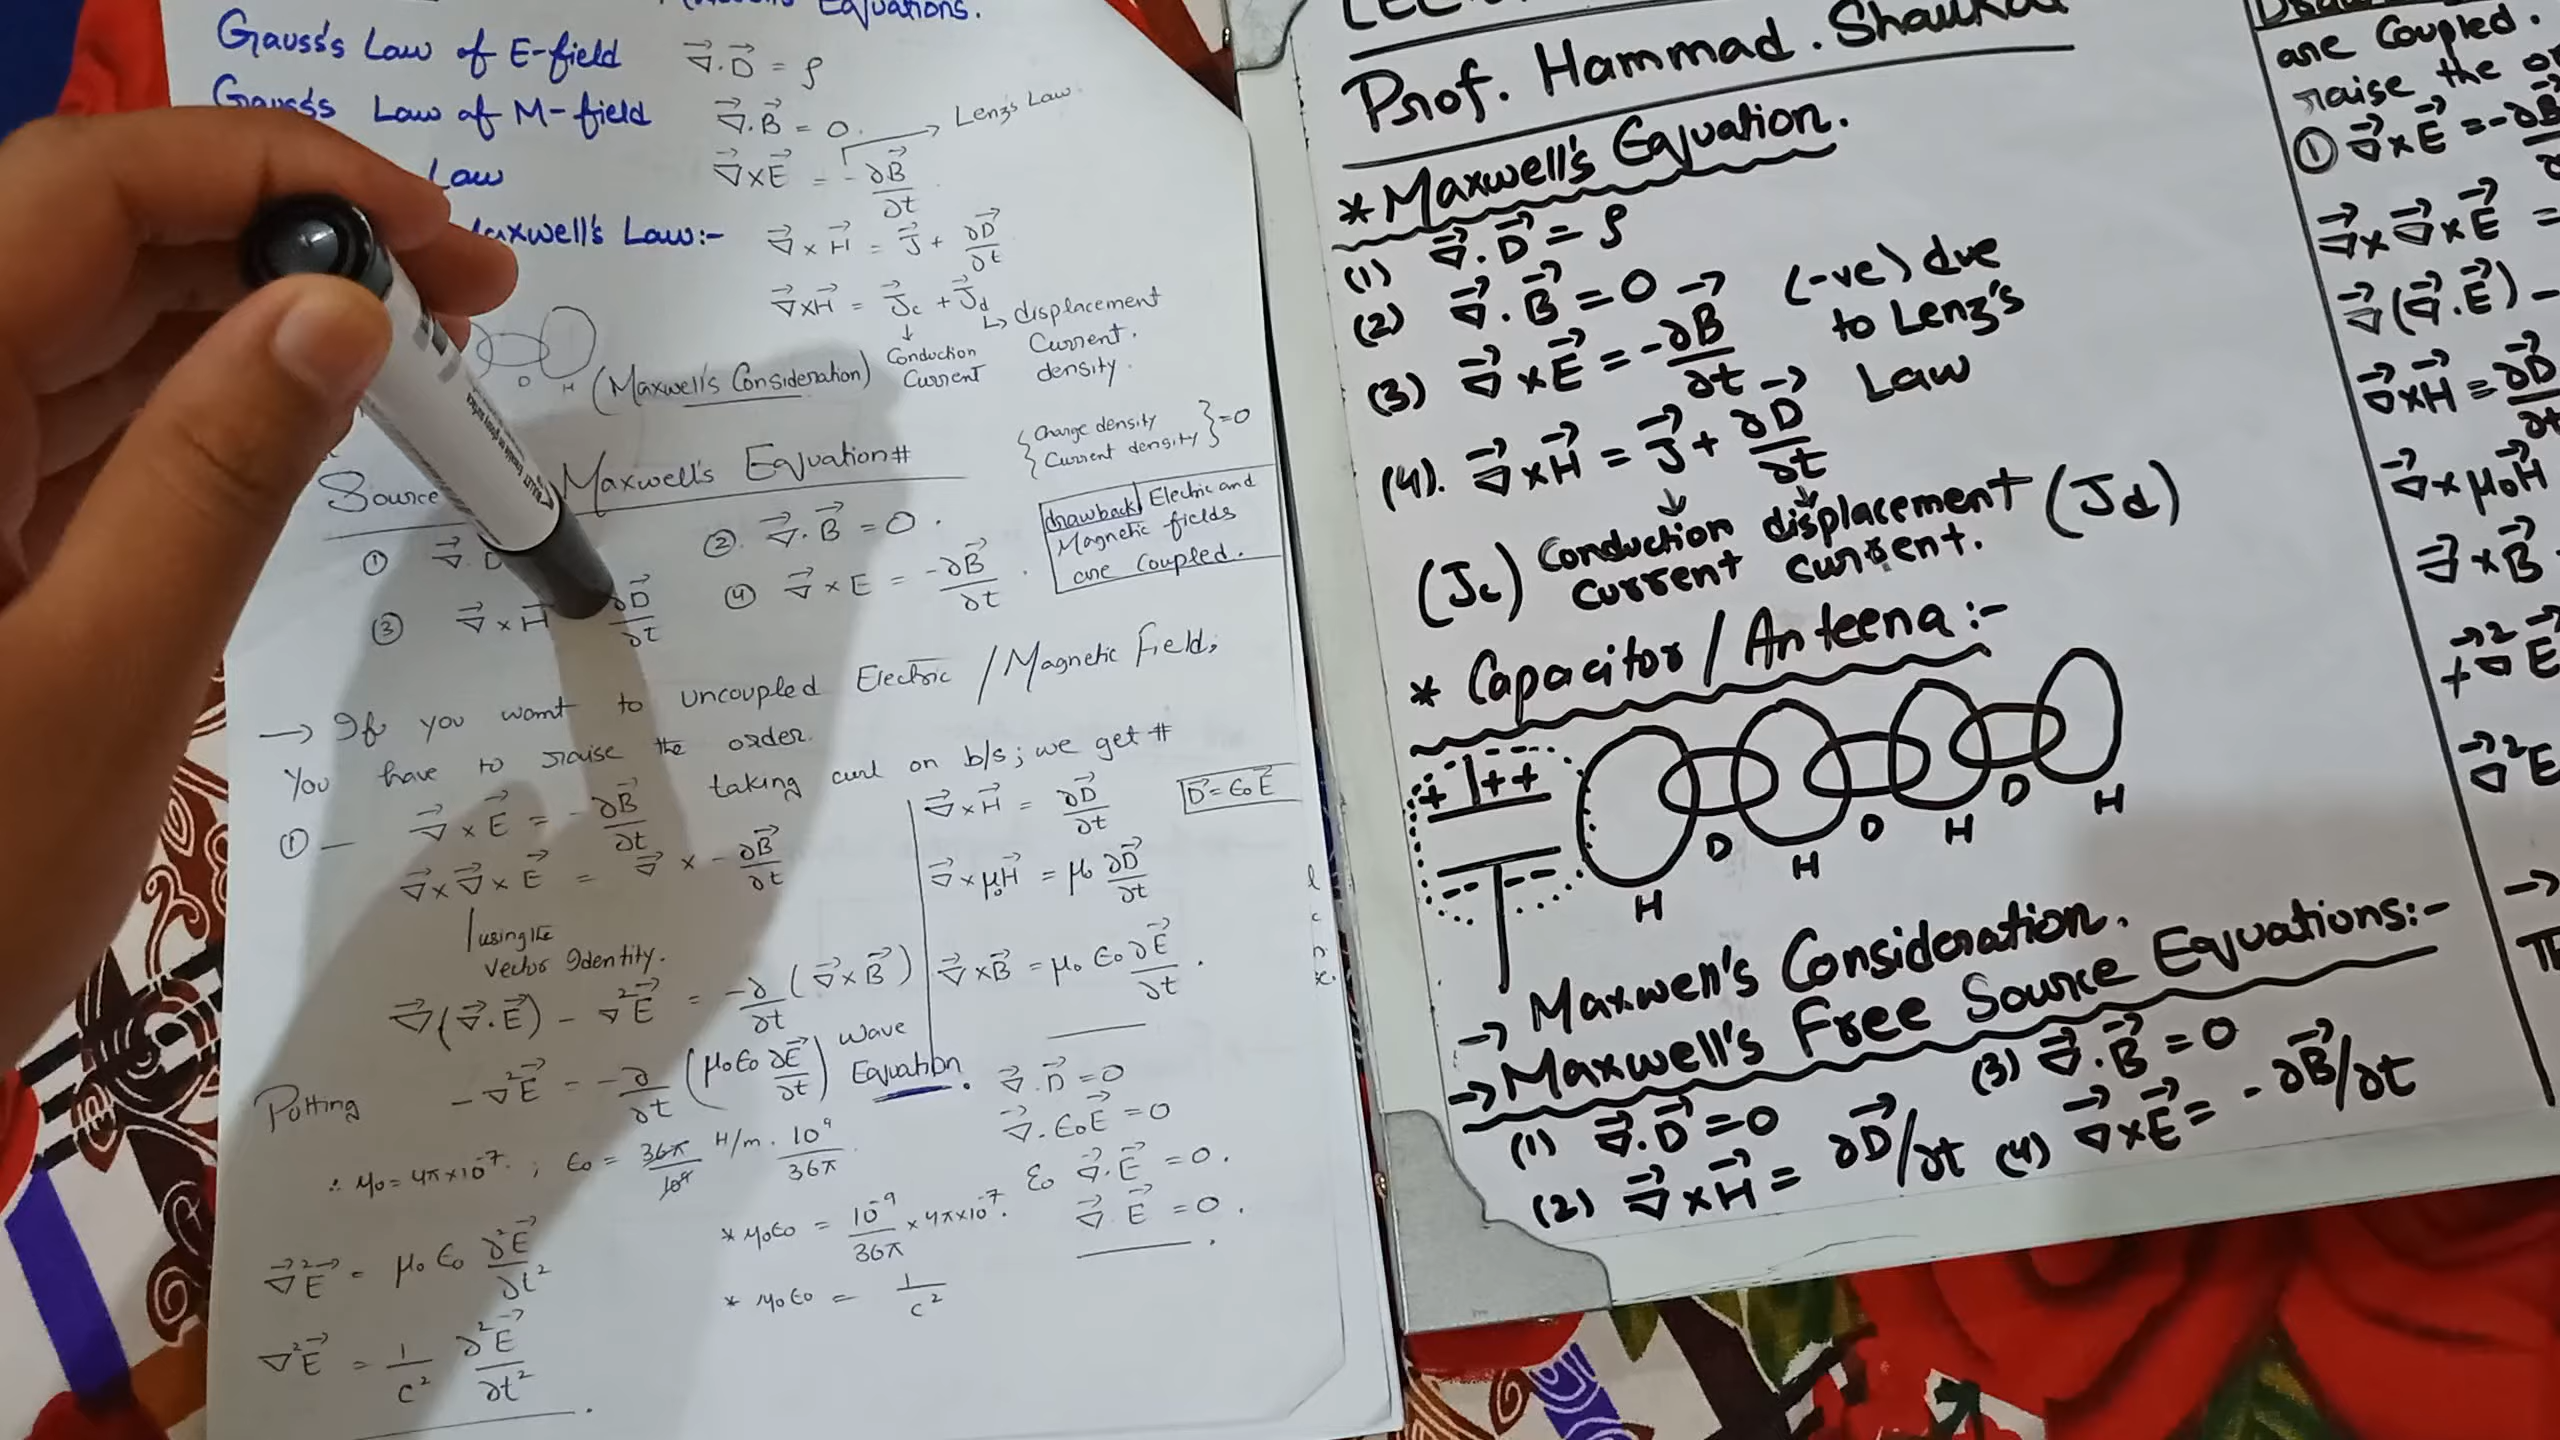 Equations.
Gauss's Law of E-field ∇⃗.D⃗ = ρ
Gauss's Law of M-field ∇⃗.B⃗ = 0.
→ Lenz's Law.
Law ∇⃗×E⃗ = -∂B⃗/∂t
Maxwell's Law:- ∇⃗ × H⃗ = J⃗ + ∂D⃗/∂t
∇⃗×H⃗ = J⃗c + J⃗d
↓ Conduction Current
↳ displacement Current density.
D H (Maxwell's Consideration)
Source Maxwell's Equation#
{ Charge density
Current density } =0
① ∇⃗. D
② ∇⃗. B⃗ = 0.
③ ∇⃗ × H ∂D⃗/∂t
④ ∇⃗ × E = -∂B⃗/∂t.
drawback Electric and
Magnetic fields
are Coupled.
→ If you want to uncoupled Electric / Magnetic Field,
You have to raise the order.
taking curl on b/s; we get #
① — ∇⃗ × E⃗ = - ∂B⃗/∂t
∇⃗×∇⃗×E⃗ = ∇⃗ × -∂B⃗/∂t
using the
vector Identity.
∇⃗(∇⃗.E⃗) - ∇²E⃗ = -∂/∂t (∇⃗×B⃗)
Putting -∇²E⃗ = -∂/∂t (μ₀ϵ₀ ∂E⃗/∂t) wave
Equation.
∴ μ₀ = 4π×10⁻⁷ ; ϵ₀ = 36π/10⁹ H/m . 10⁹/36π
* μ₀ϵ₀ = 10⁻⁹/36π × 4π×10⁻⁷.
* μ₀ϵ₀ = 1/c²
∇⃗²E⃗ = μ₀ ϵ₀ ∂²E⃗/∂t²
∇²E⃗ = 1/c² ∂²E⃗/∂t²
∇⃗×H⃗ = ∂D⃗/∂t
D⃗=ϵ₀E⃗
∇⃗×μ₀H⃗ = μ₀ ∂D⃗/∂t
∇⃗×B⃗ = μ₀ ϵ₀ ∂E⃗/∂t.
∇⃗.D⃗=0
∇⃗.ϵ₀E⃗ =0
ϵ₀ ∇⃗.E⃗ =0.
∇⃗. E⃗ =0.
Prof. Hammad.
* Maxwell's Equation.
(1) ∇⃗.D⃗ = ρ
(2) ∇⃗.B⃗ = 0
(3) ∇⃗×E⃗ = -∂B⃗/∂t
(-ve) due
to Lenz's
Law
(4). ∇⃗×H⃗ = J⃗ + ∂D⃗/∂t
(Jc) Conduction current
displacement current. (Jd)
* Capacitor / Anteena:-
+ | + +
H D H D H D H
→ Maxwell's Consideration.
→ Maxwell's Free Source Equations:-
(1) ∇⃗.D⃗=0 (3) ∇⃗.B⃗ = 0
(2) ∇⃗×H⃗ = ∂D⃗/∂t (4) ∇⃗×E⃗ = -∂B⃗/∂t
are Coupled.
raise the
① ∇⃗×E⃗ =-∂B
∇⃗×∇⃗×E⃗ =
∇⃗(∇⃗.E⃗) -
∇⃗×H⃗ = ∂D⃗
∇⃗×μ₀H
∇⃗×B
+∇⃗²E
∇⃗²E